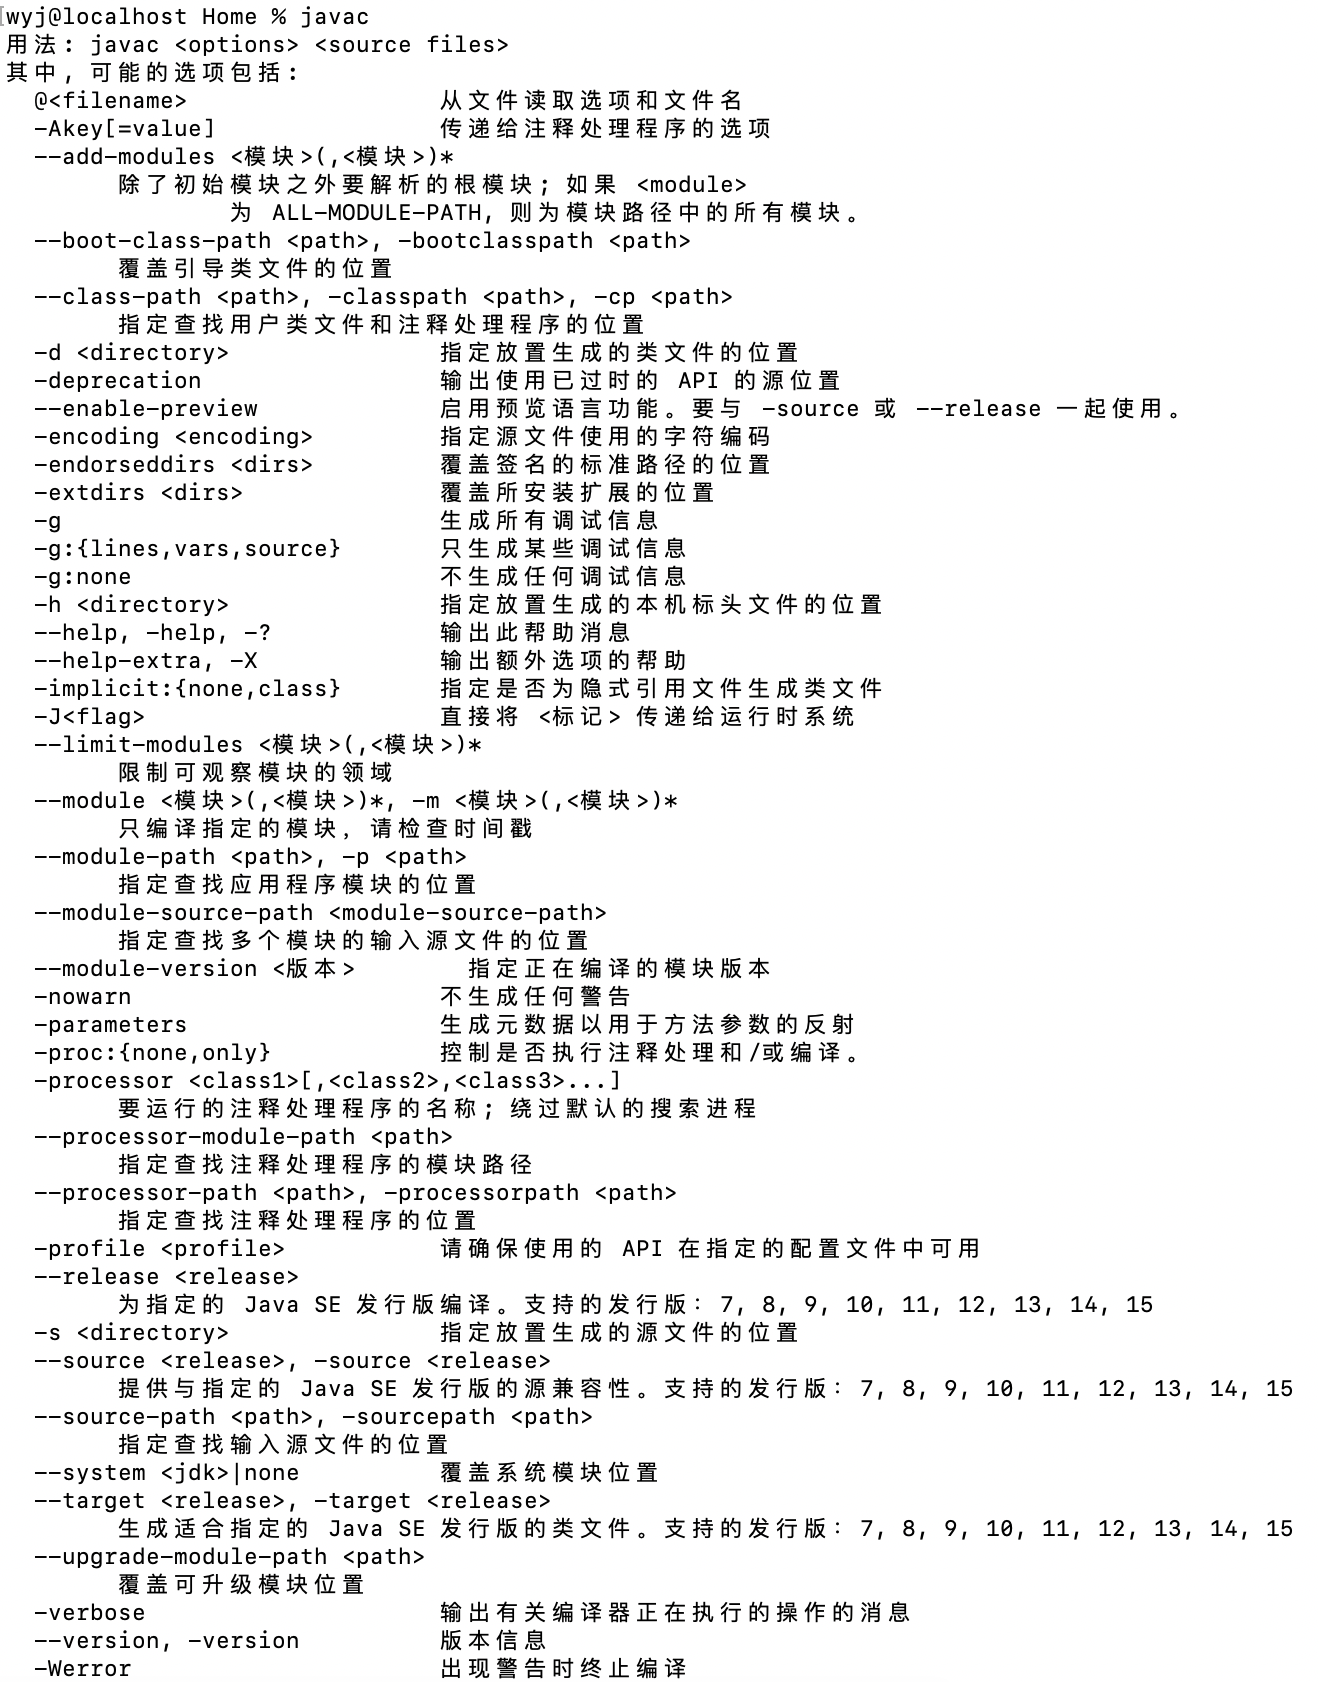 wyj@localhost Home % javac
用法: javac <options> <source files>
其中, 可能的选项包括:
  @<filename>                  从文件读取选项和文件名
  -Akey[=value]                传递给注释处理程序的选项
  --add-modules <模块>(,<模块>)*
        除了初始模块之外要解析的根模块; 如果 <module>
                为 ALL-MODULE-PATH, 则为模块路径中的所有模块。
  --boot-class-path <path>, -bootclasspath <path>
        覆盖引导类文件的位置
  --class-path <path>, -classpath <path>, -cp <path>
        指定查找用户类文件和注释处理程序的位置
  -d <directory>               指定放置生成的类文件的位置
  -deprecation                 输出使用已过时的 API 的源位置
  --enable-preview             启用预览语言功能。要与 -source 或 --release 一起使用。
  -encoding <encoding>         指定源文件使用的字符编码
  -endorseddirs <dirs>         覆盖签名的标准路径的位置
  -extdirs <dirs>              覆盖所安装扩展的位置
  -g                           生成所有调试信息
  -g:{lines,vars,source}       只生成某些调试信息
  -g:none                      不生成任何调试信息
  -h <directory>               指定放置生成的本机标头文件的位置
  --help, -help, -?            输出此帮助消息
  --help-extra, -X             输出额外选项的帮助
  -implicit:{none,class}       指定是否为隐式引用文件生成类文件
  -J<flag>                     直接将 <标记> 传递给运行时系统
  --limit-modules <模块>(,<模块>)*
        限制可观察模块的领域
  --module <模块>(,<模块>)*, -m <模块>(,<模块>)*
        只编译指定的模块, 请检查时间戳
  --module-path <path>, -p <path>
        指定查找应用程序模块的位置
  --module-source-path <module-source-path>
        指定查找多个模块的输入源文件的位置
  --module-version <版本>        指定正在编译的模块版本
  -nowarn                      不生成任何警告
  -parameters                  生成元数据以用于方法参数的反射
  -proc:{none,only}            控制是否执行注释处理和/或编译。
  -processor <class1>[,<class2>,<class3>...]
        要运行的注释处理程序的名称; 绕过默认的搜索进程
  --processor-module-path <path>
        指定查找注释处理程序的模块路径
  --processor-path <path>, -processorpath <path>
        指定查找注释处理程序的位置
  -profile <profile>           请确保使用的 API 在指定的配置文件中可用
  --release <release>
        为指定的 Java SE 发行版编译。支持的发行版: 7, 8, 9, 10, 11, 12, 13, 14, 15
  -s <directory>               指定放置生成的源文件的位置
  --source <release>, -source <release>
        提供与指定的 Java SE 发行版的源兼容性。支持的发行版: 7, 8, 9, 10, 11, 12, 13, 14, 15
  --source-path <path>, -sourcepath <path>
        指定查找输入源文件的位置
  --system <jdk>|none          覆盖系统模块位置
  --target <release>, -target <release>
        生成适合指定的 Java SE 发行版的类文件。支持的发行版: 7, 8, 9, 10, 11, 12, 13, 14, 15
  --upgrade-module-path <path>
        覆盖可升级模块位置
  -verbose                     输出有关编译器正在执行的操作的消息
  --version, -version          版本信息
  -Werror                      出现警告时终止编译